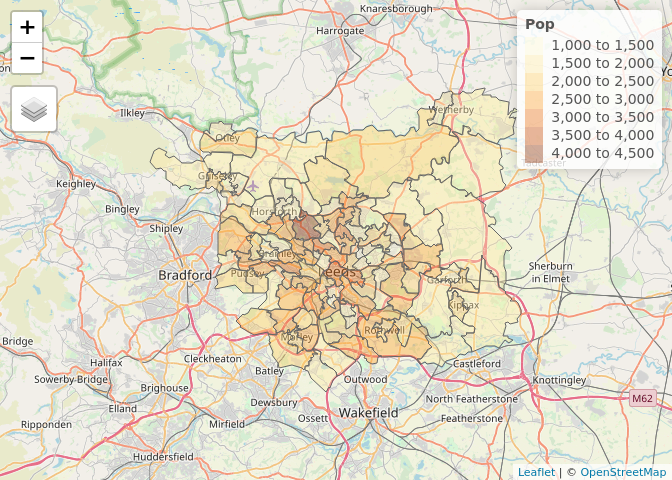 Knaresborough
Harrogate
Pop
1,000 to 1,500
1,500 to 2,000
2,000 to 2,500
2,500 to 3,000
3,000 to 3,500
3,500 to 4,000
4,000 to 4,500
+
−
Wetherby
Ilkley
Otley
Tadcaster
Guiseley
Keighley
Bingley
Horsforth
Shipley
Bramley
Bradford
Pudsey
Leeds
Garforth
Sherburn
in Elmet
Kippax
Rothwell
Morley
Bridge
Halifax
Cleckheaton
Batley
Outwood
Castleford
Sowerby Bridge
Brighouse
Knottingley
Elland
Dewsbury
North Featherstone
M62
Ossett
Wakefield
Featherstone
Ripponden
Mirfield
Huddersfield
Leaflet | © OpenStreetMap